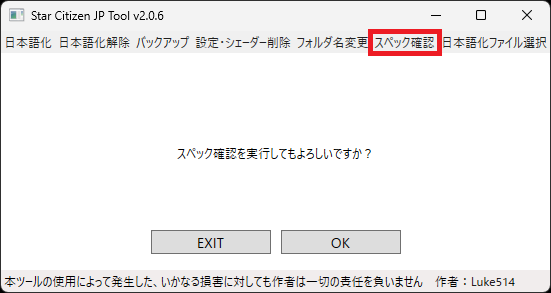 Star Citizen JP Tool v2.0.6
日本語化 日本語化解除 バックアップ 設定・シェーダー削除 フォルダ名変更 スペック確認 日本語化ファイル選択
スペック確認を実行してもよろしいですか？
EXIT OK
本ツールの使用によって発生した、いかなる損害に対しても作者は一切の責任を負いません 作者：Luke514